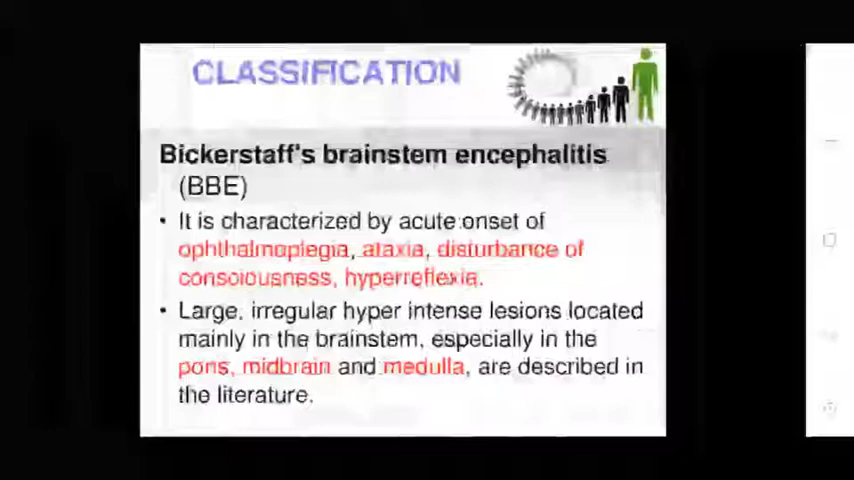 CLASSIFICATION
Bickerstaff's brainstem encephalitis
(BBE)
• It is characterized by acute onset of
ophthalmoplegia, ataxia, disturbance of
consciousness, hyperreflexia.
• Large, irregular hyper intense lesions located
mainly in the brainstem, especially in the
pons, midbrain and medulla, are described in
the literature.